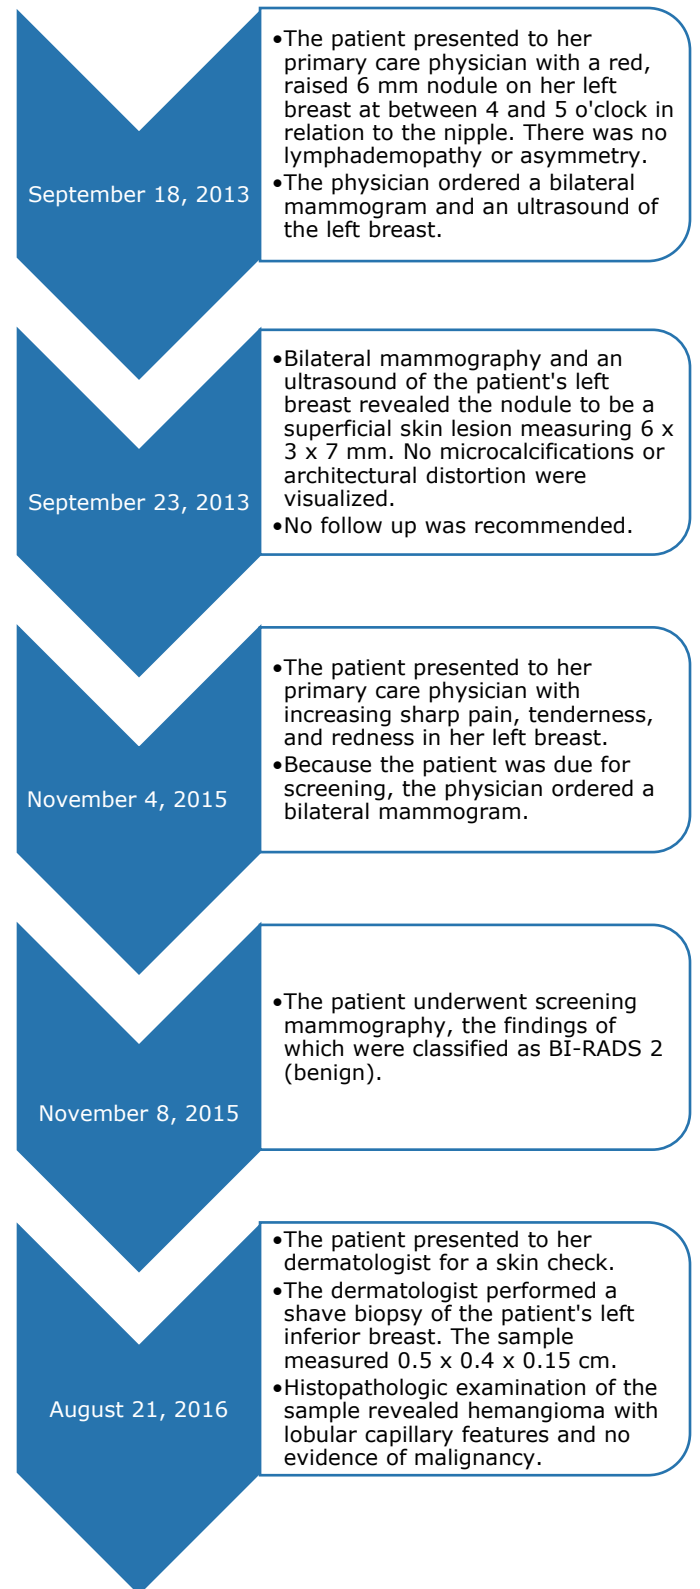 September 18, 2013
•The patient presented to her
primary care physician with a red,
raised 6 mm nodule on her left
breast at between 4 and 5 o'clock in
relation to the nipple. There was no
lymphademopathy or asymmetry.
•The physician ordered a bilateral
mammogram and an ultrasound of
the left breast.
September 23, 2013
•Bilateral mammography and an
ultrasound of the patient's left
breast revealed the nodule to be a
superficial skin lesion measuring 6 x
3 x 7 mm. No microcalcifications or
architectural distortion were
visualized.
•No follow up was recommended.
November 4, 2015
•The patient presented to her
primary care physician with
increasing sharp pain, tenderness,
and redness in her left breast.
•Because the patient was due for
screening, the physician ordered a
bilateral mammogram.
November 8, 2015
•The patient underwent screening
mammography, the findings of
which were classified as BI-RADS 2
(benign).
August 21, 2016
•The patient presented to her
dermatologist for a skin check.
•The dermatologist performed a
shave biopsy of the patient's left
inferior breast. The sample
measured 0.5 x 0.4 x 0.15 cm.
•Histopathologic examination of the
sample revealed hemangioma with
lobular capillary features and no
evidence of malignancy.